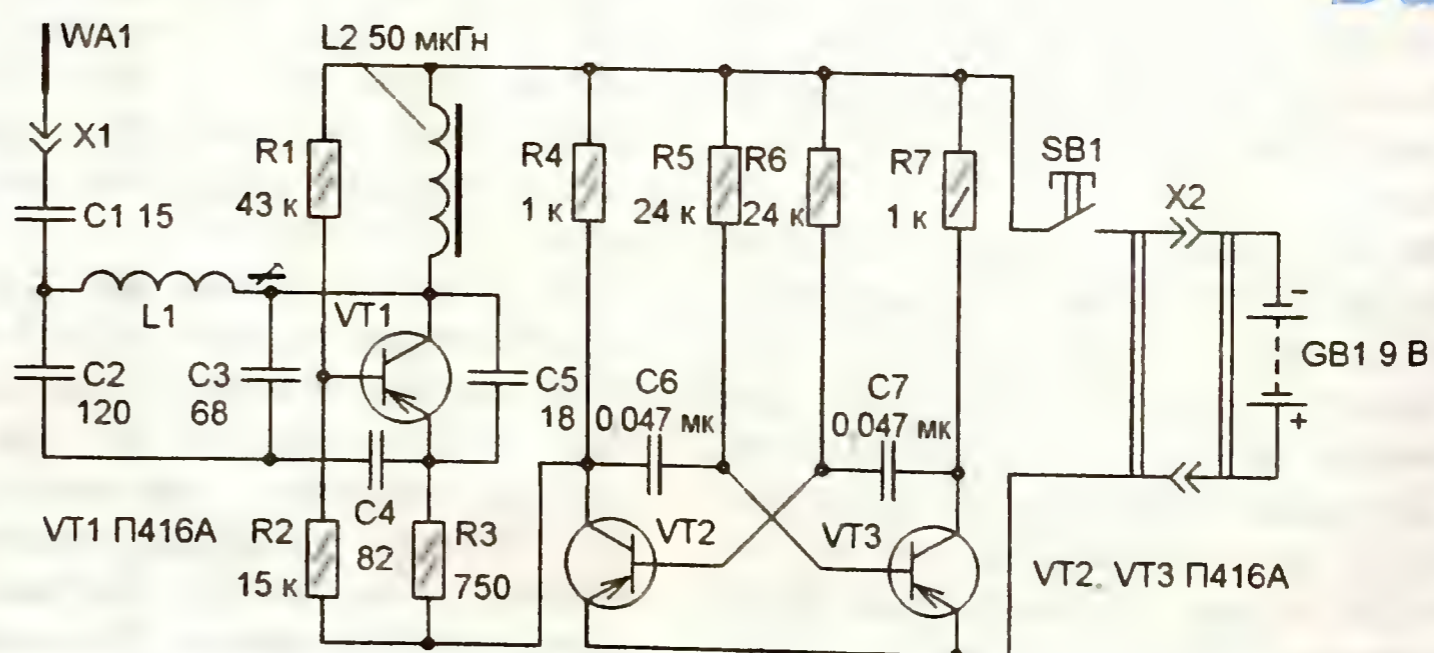 WA1
L2 50 мкГн
X1
R1
43 к
R4
1 к
R5
24 к
R6
24 к
R7
1 к
SB1
X2
C1 15
L1
VT1
C2
120
C3
68
C5
18
C6
0,047 мк
C7
0,047 мк
GB1 9 В
-
+
VT1 П416А
R2
15 к
C4
82
R3
750
VT2
VT3
VT2, VT3 П416А